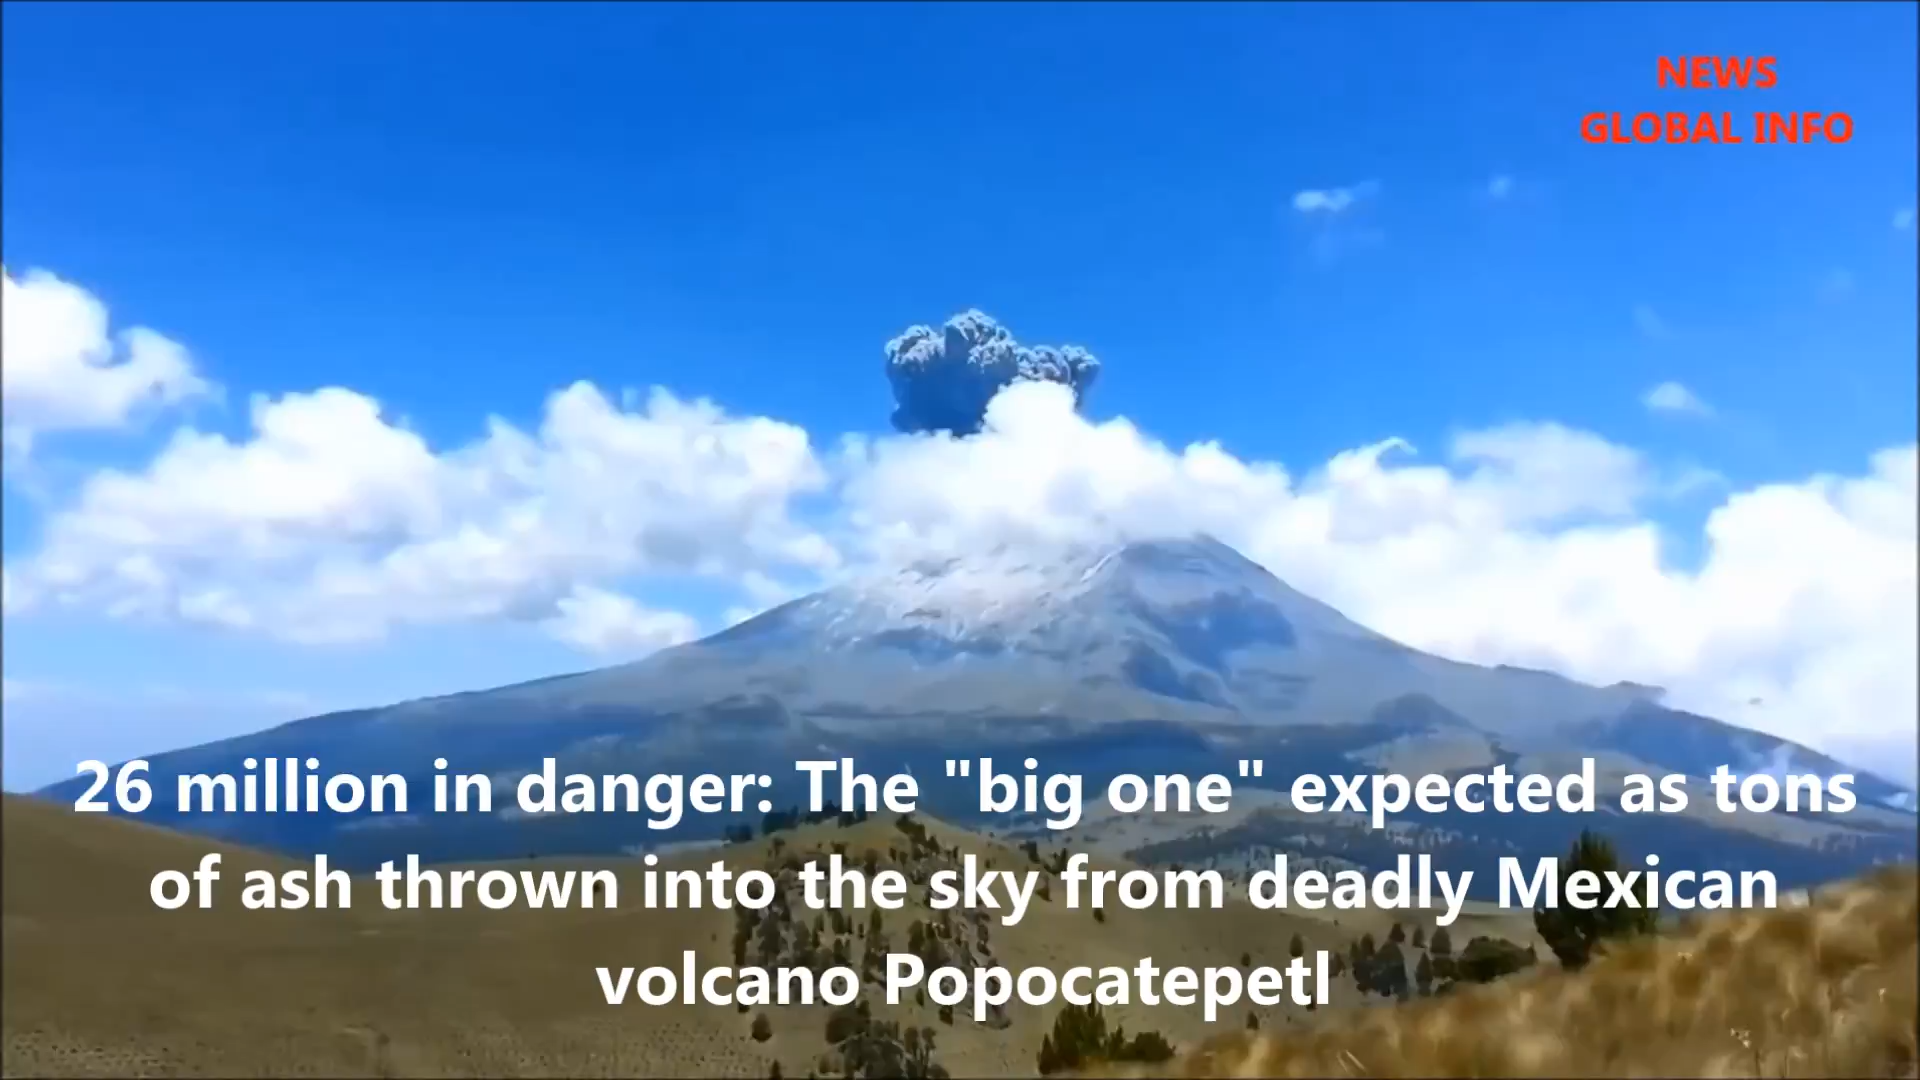 NEWS
GLOBAL INFO
26 million in danger: The "big one" expected as tons
of ash thrown into the sky from deadly Mexican
volcano Popocatepetl